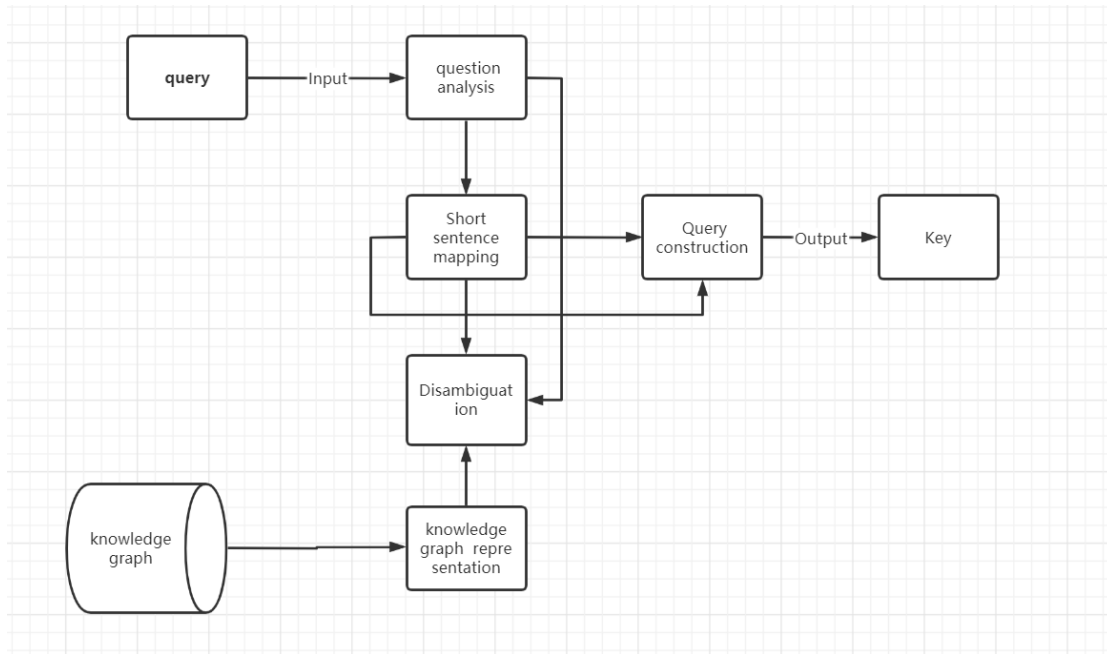 query
Input
question
analysis
Short
sentence
mapping
Query
construction
Output
Key
Disambiguat
ion
knowledge
graph
knowledge
graph repre
sentation